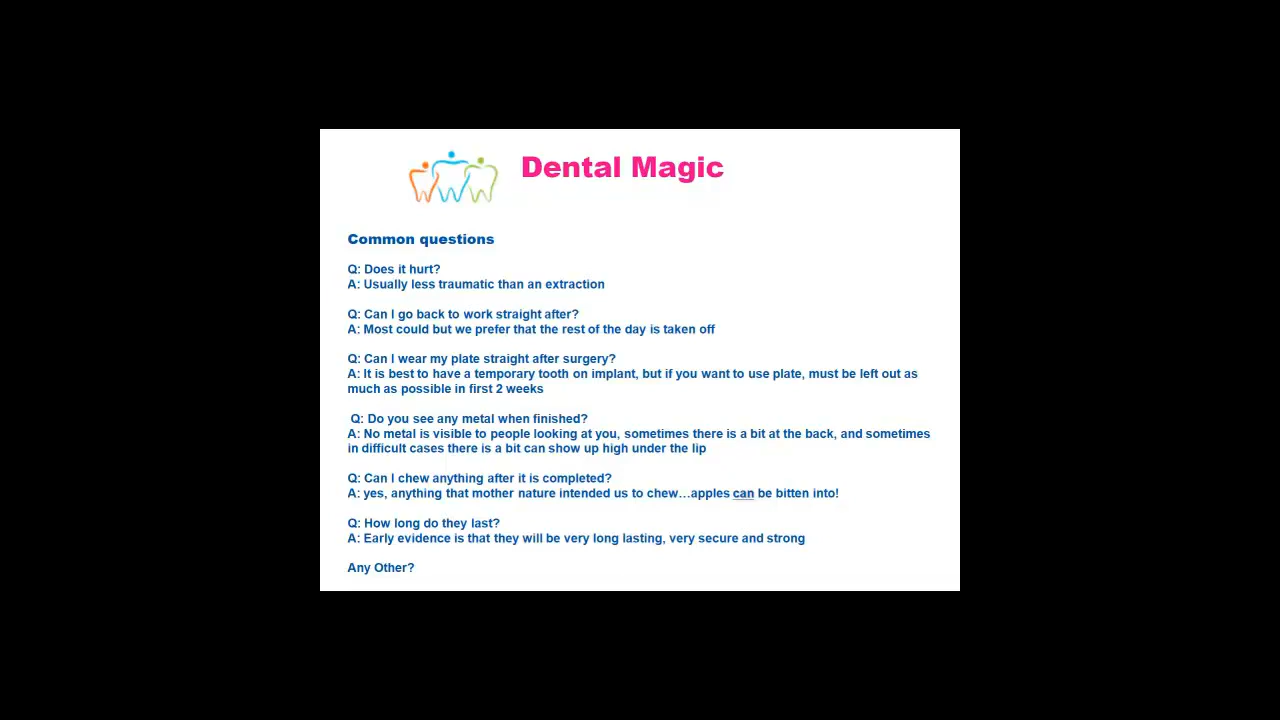 Dental Magic
Common questions
Q: Does it hurt?
A: Usually less traumatic than an extraction
Q: Can I go back to work straight after?
A: Most could but we prefer that the rest of the day is taken off
Q: Can I wear my plate straight after surgery?
A: It is best to have a temporary tooth on implant, but if you want to use plate, must be left out as
much as possible in first 2 weeks
Q: Do you see any metal when finished?
A: No metal is visible to people looking at you, sometimes there is a bit at the back, and sometimes
in difficult cases there is a bit can show up high under the lip
Q: Can I chew anything after it is completed?
A: yes, anything that mother nature intended us to chew…apples can be bitten into!
Q: How long do they last?
A: Early evidence is that they will be very long lasting, very secure and strong
Any Other?